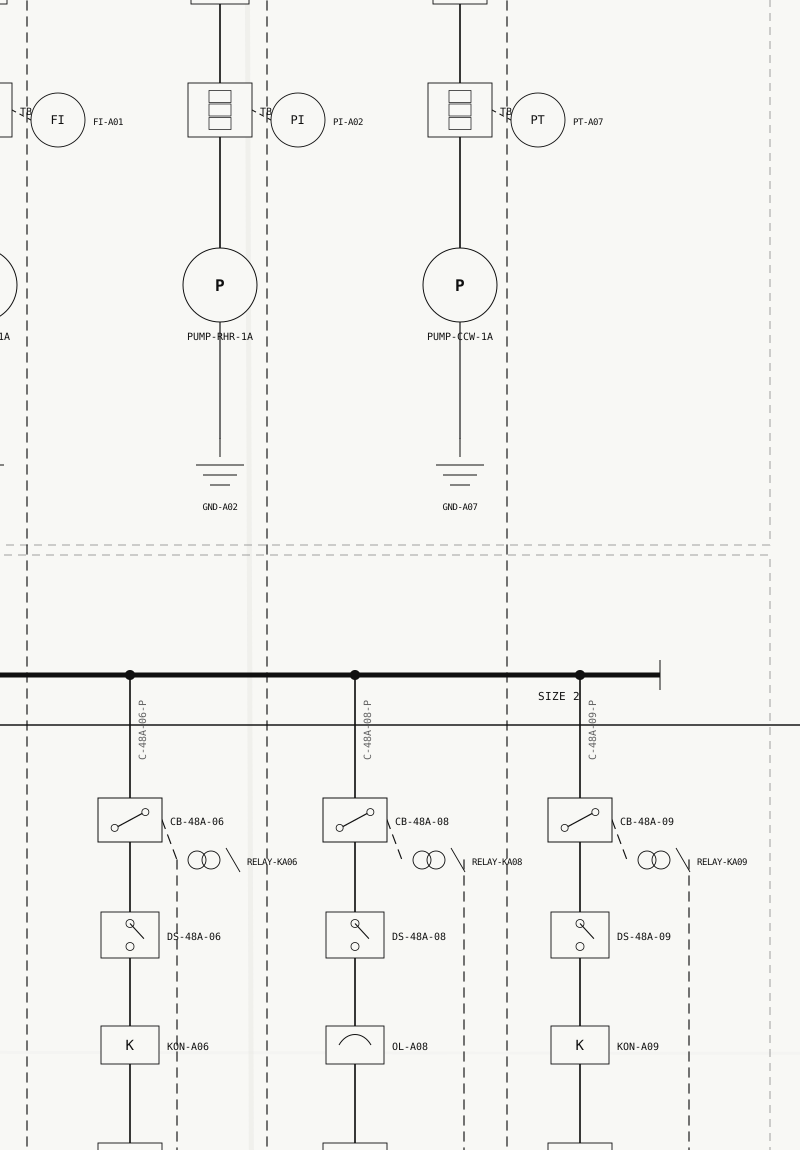 FI
FI-A01
PI
PI-A02
PT
PT-A07
P
P
1A
PUMP-RHR-1A
PUMP-CCW-1A
GND-A02
GND-A07
SIZE 2
C-48A-06-P
C-48A-08-P
C-48A-09-P
CB-48A-06
CB-48A-08
CB-48A-09
RELAY-KA06
RELAY-KA08
RELAY-KA09
DS-48A-06
DS-48A-08
DS-48A-09
K
KON-A06
OL-A08
K
KON-A09